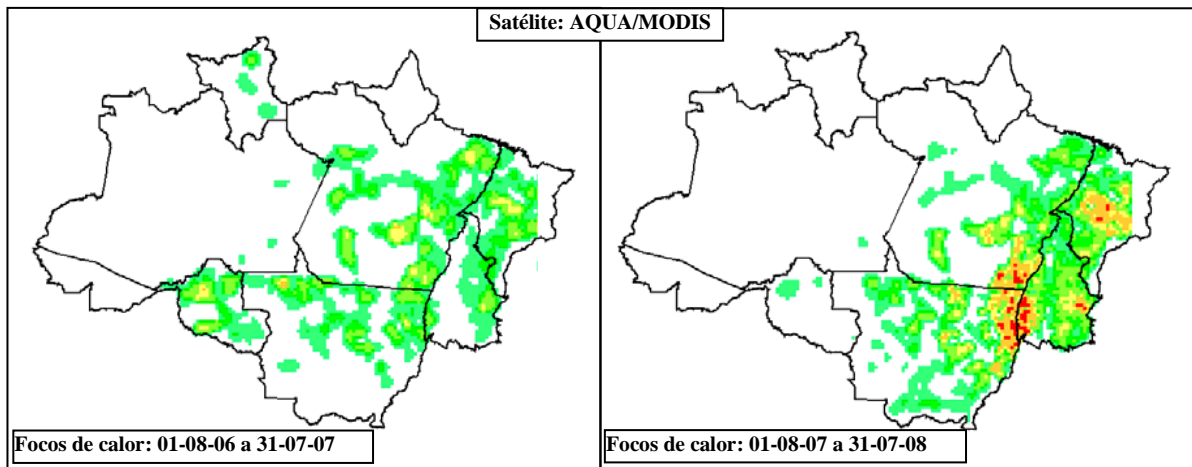 Satélite: AQUA/MODIS
Focos de calor: 01-08-06 a 31-07-07
Focos de calor: 01-08-07 a 31-07-08